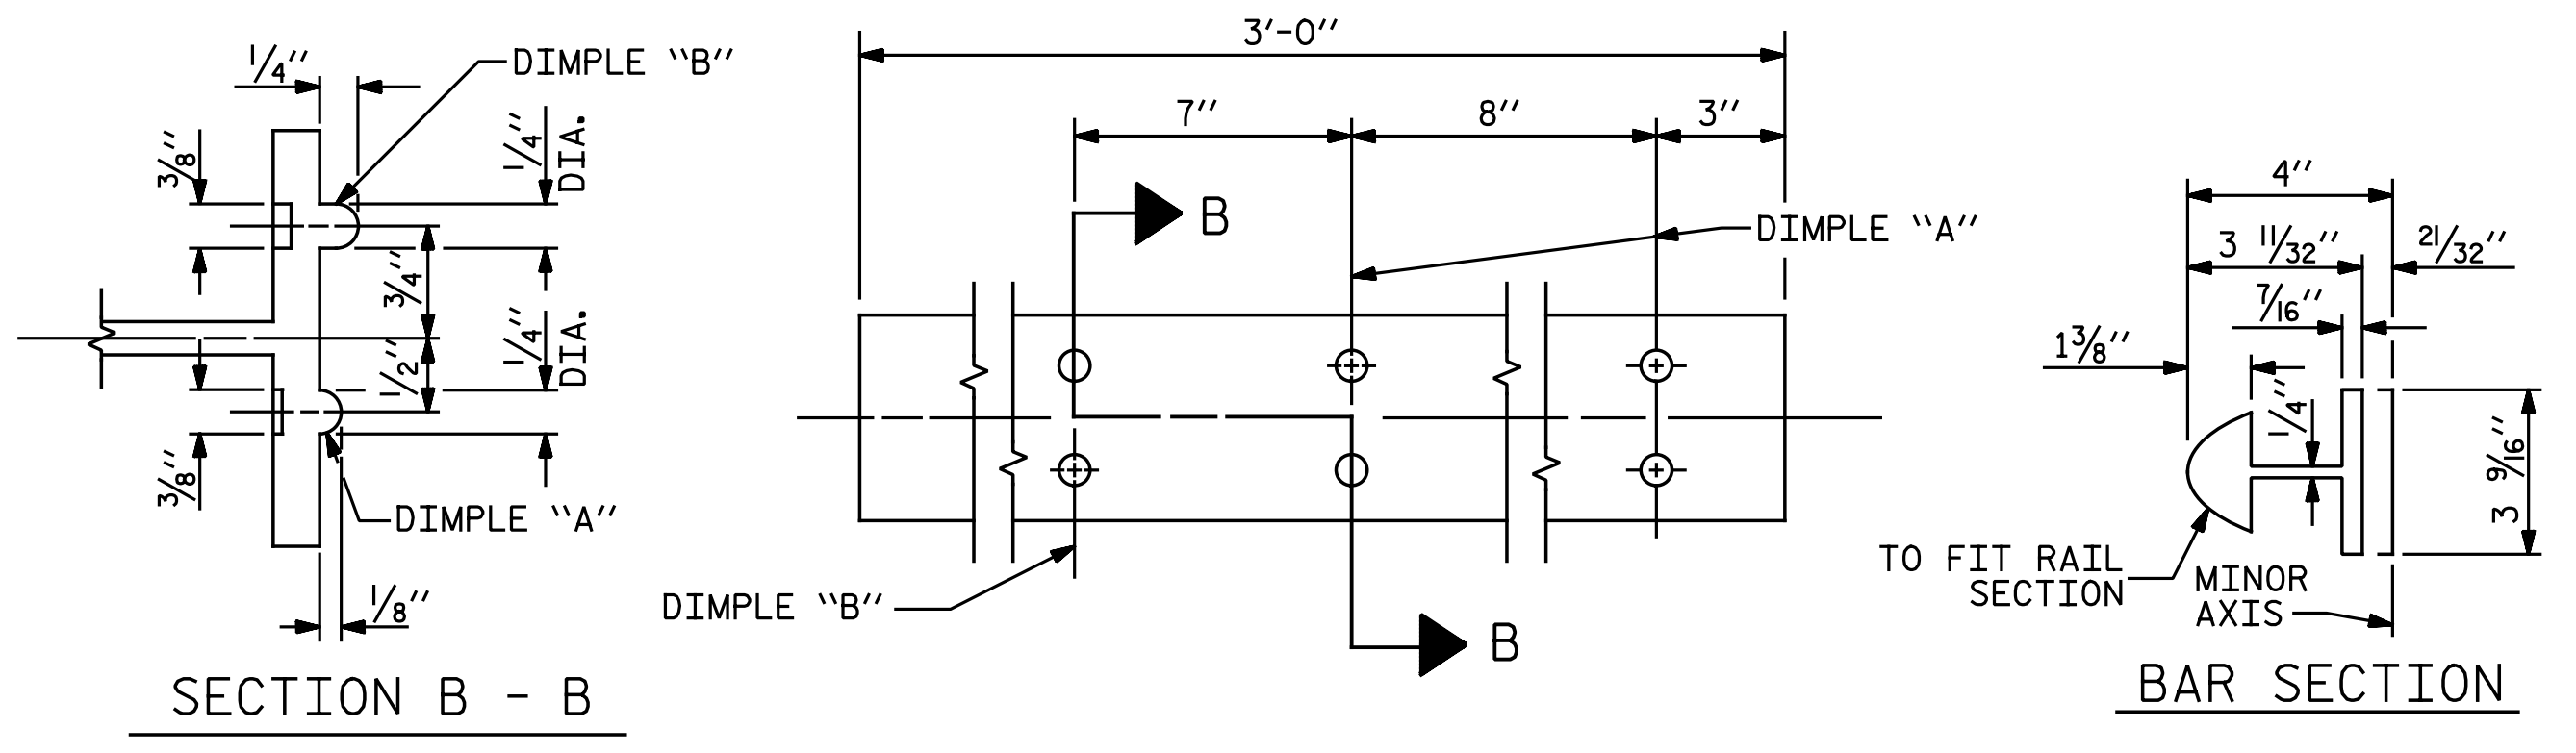 1/4"
DIMPLE "B"
3/8"
1/4"
DIA.
3/4"
1/2"
1/4"
DIA.
3/8"
DIMPLE "A"
1/8"
SECTION B - B
3'-0"
7"
8"
3"
B
DIMPLE "A"
DIMPLE "B"
B
4"
3 11/32"
21/32"
7/16"
1 3/8"
1/4"
3 9/16"
TO FIT RAIL
SECTION
MINOR
AXIS
BAR SECTION